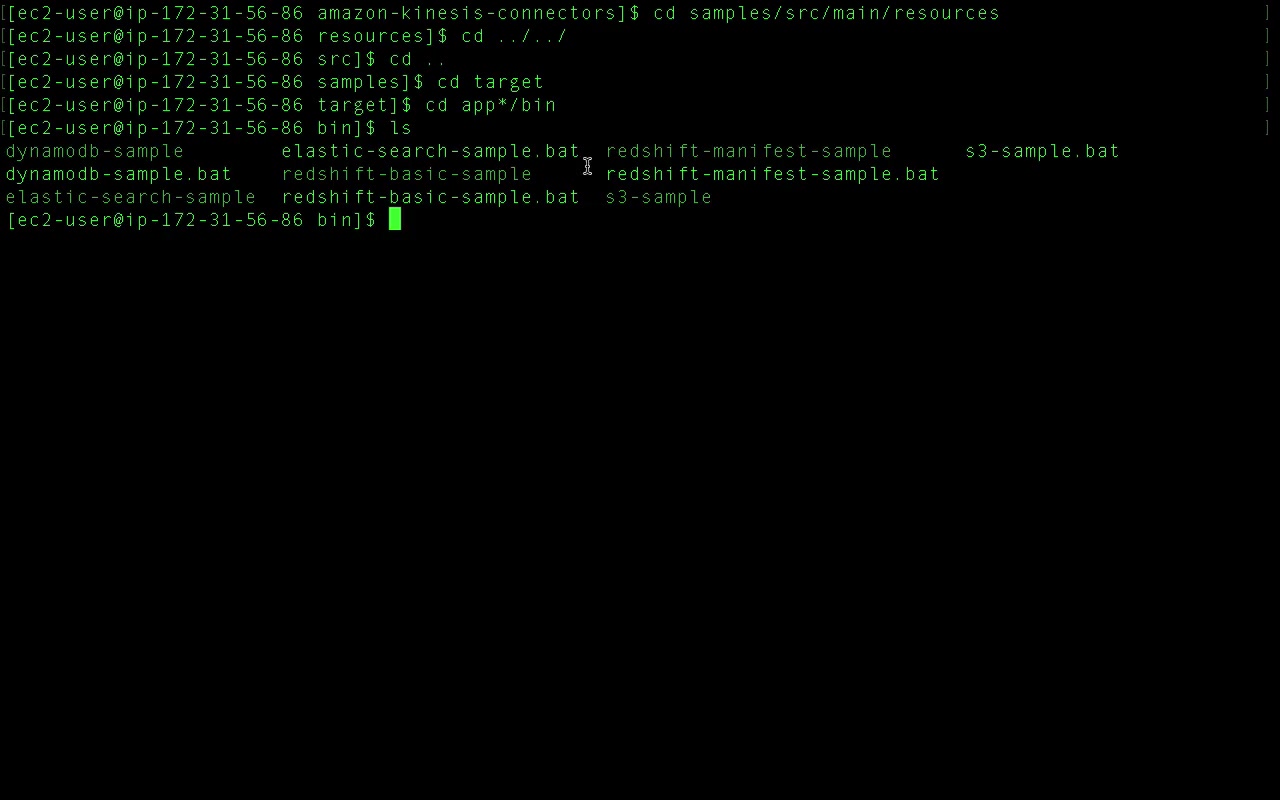 [[ec2-user@ip-172-31-56-86 amazon-kinesis-connectors]$ cd samples/src/main/resources ]
[[ec2-user@ip-172-31-56-86 resources]$ cd ../../ ]
[[ec2-user@ip-172-31-56-86 src]$ cd .. ]
[[ec2-user@ip-172-31-56-86 samples]$ cd target ]
[[ec2-user@ip-172-31-56-86 target]$ cd app*/bin ]
[[ec2-user@ip-172-31-56-86 bin]$ ls ]
dynamodb-sample elastic-search-sample.bat redshift-manifest-sample s3-sample.bat
dynamodb-sample.bat redshift-basic-sample redshift-manifest-sample.bat
elastic-search-sample redshift-basic-sample.bat s3-sample
[ec2-user@ip-172-31-56-86 bin]$